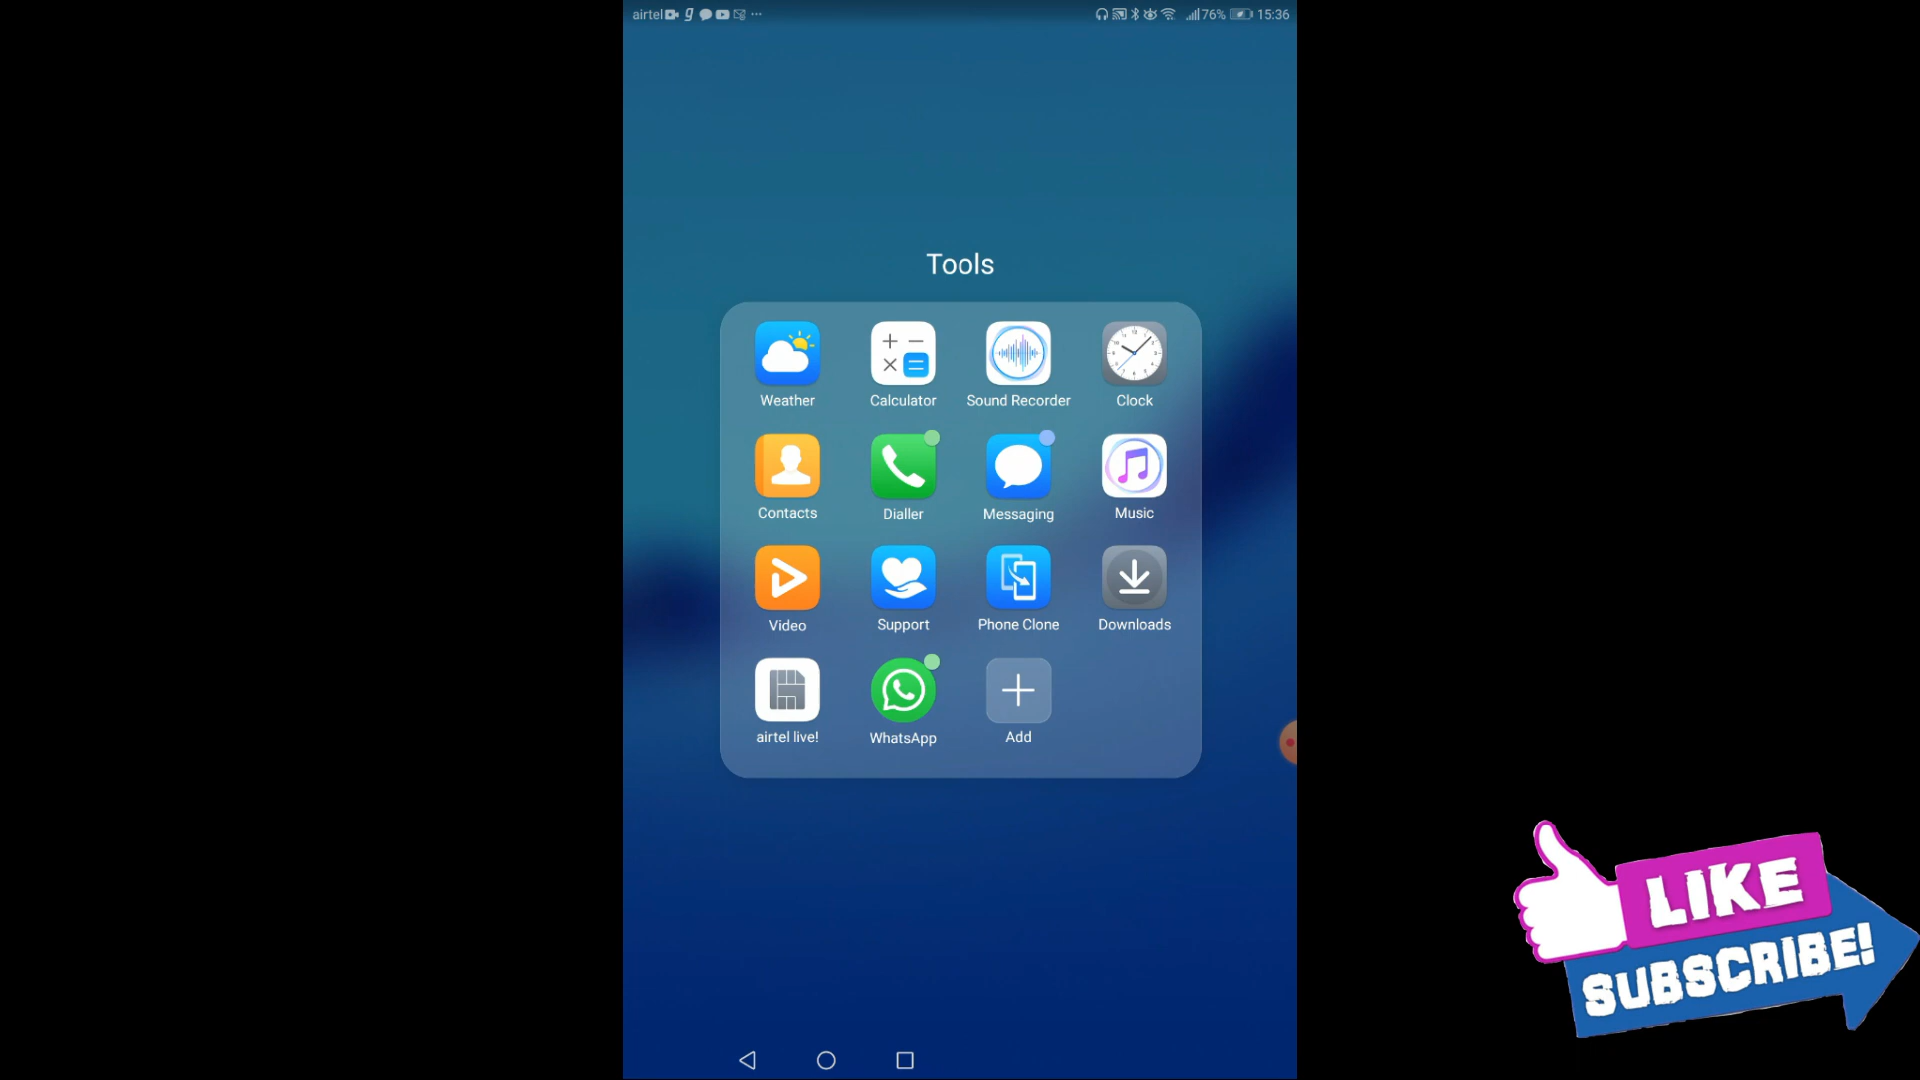 airtel
76% 15:36
Tools
Weather
Calculator
Sound Recorder
Clock
Contacts
Dialler
Messaging
Music
Video
Support
Phone Clone
Downloads
airtel live!
WhatsApp
Add
LIKE
SUBSCRIBE!